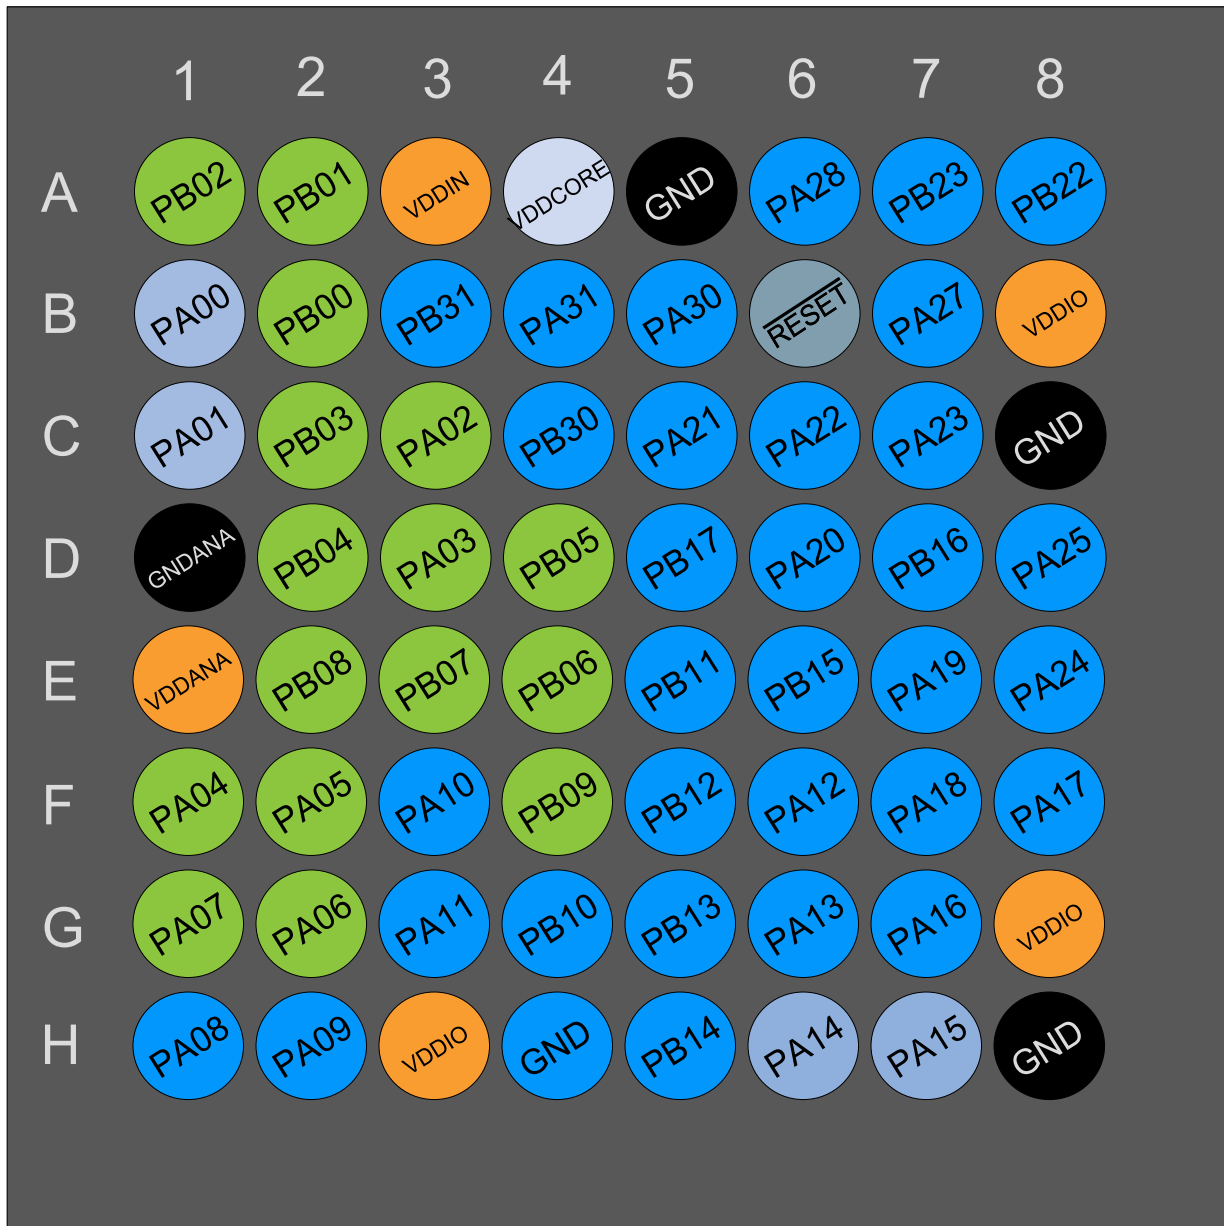 1 2 3 4 5 6 7 8
A PB02 PB01 VDDIN VDDCORE GND PA28 PB23 PB22
B PA00 PB00 PB31 PA31 PA30 RESET PA27 VDDIO
C PA01 PB03 PA02 PB30 PA21 PA22 PA23 GND
D GNDANA PB04 PA03 PB05 PB17 PA20 PB16 PA25
E VDDANA PB08 PB07 PB06 PB11 PB15 PA19 PA24
F PA04 PA05 PA10 PB09 PB12 PA12 PA18 PA17
G PA07 PA06 PA11 PB10 PB13 PA13 PA16 VDDIO
H PA08 PA09 VDDIO GND PB14 PA14 PA15 GND